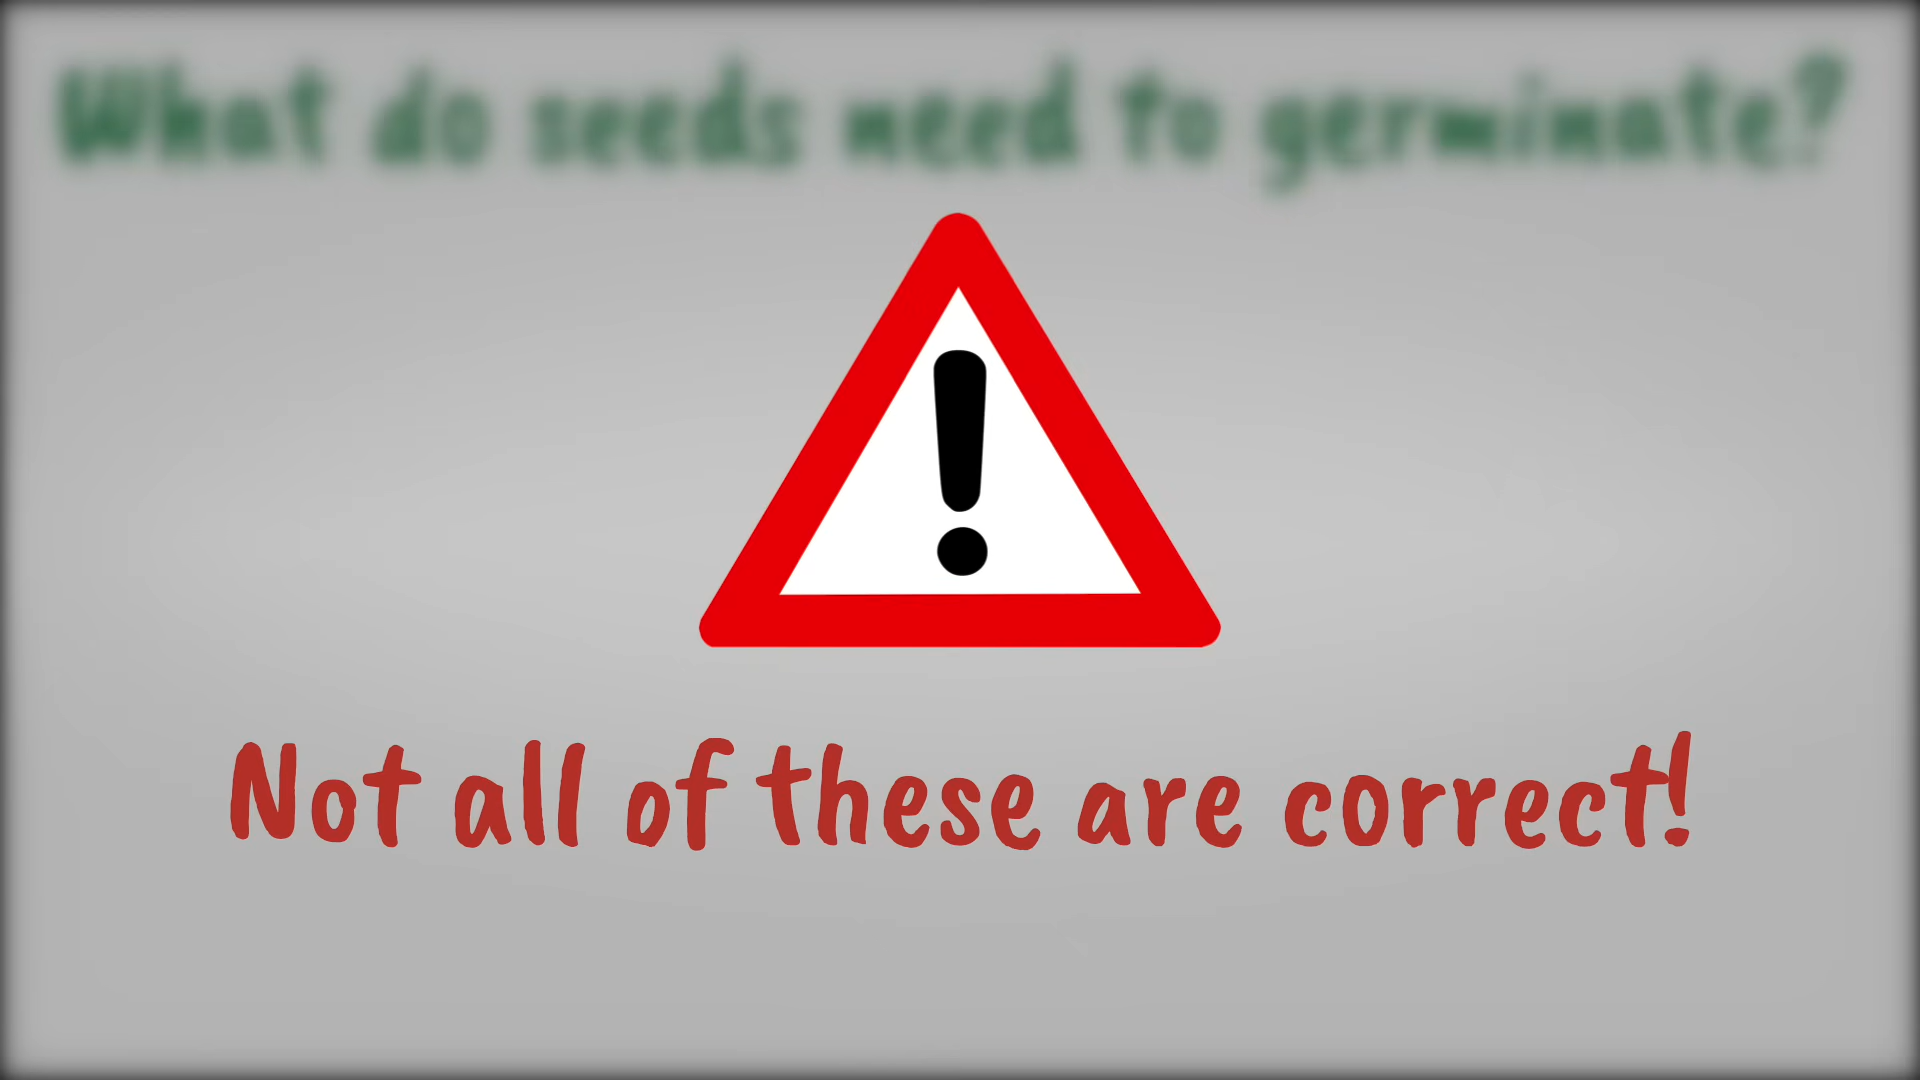 What do seeds need to germinate?
Not all of these are correct!